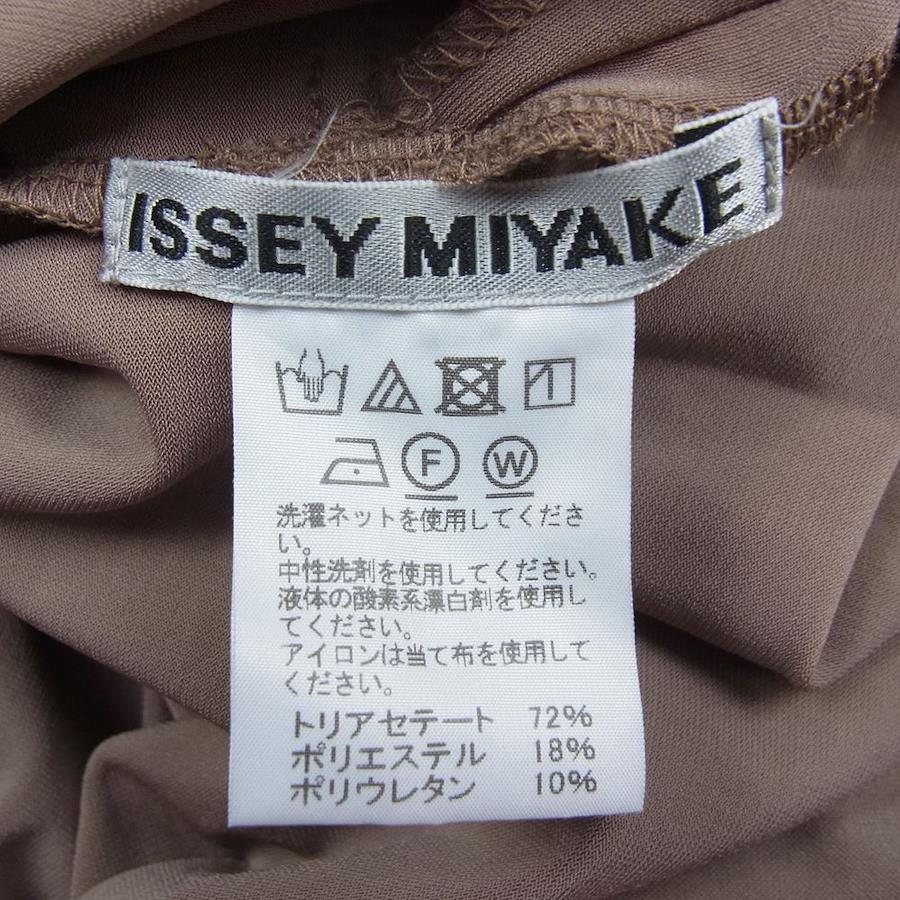 ISSEY MIYAKE
F W
洗濯ネットを使用してくださ
い。
中性洗剤を使用してください。
液体の酸素系漂白剤を使用し
てください。
アイロンは当て布を使用して
ください。
トリアセテート 72%
ポリエステル 18%
ポリウレタン 10%